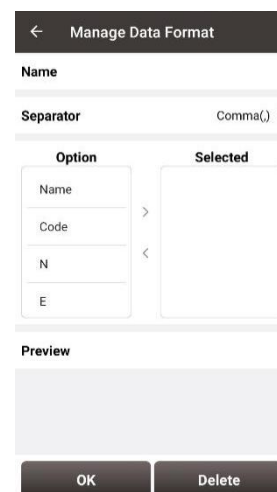 ← Manage Data Format
Name
Separator Comma(,)
Option Selected
Name
Code
>
<
N
E
Preview
OK Delete